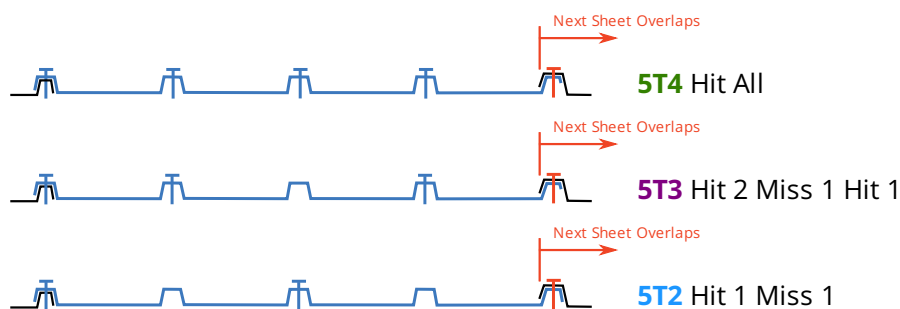 Next Sheet Overlaps
5T4 Hit All
Next Sheet Overlaps
5T3 Hit 2 Miss 1 Hit 1
Next Sheet Overlaps
5T2 Hit 1 Miss 1